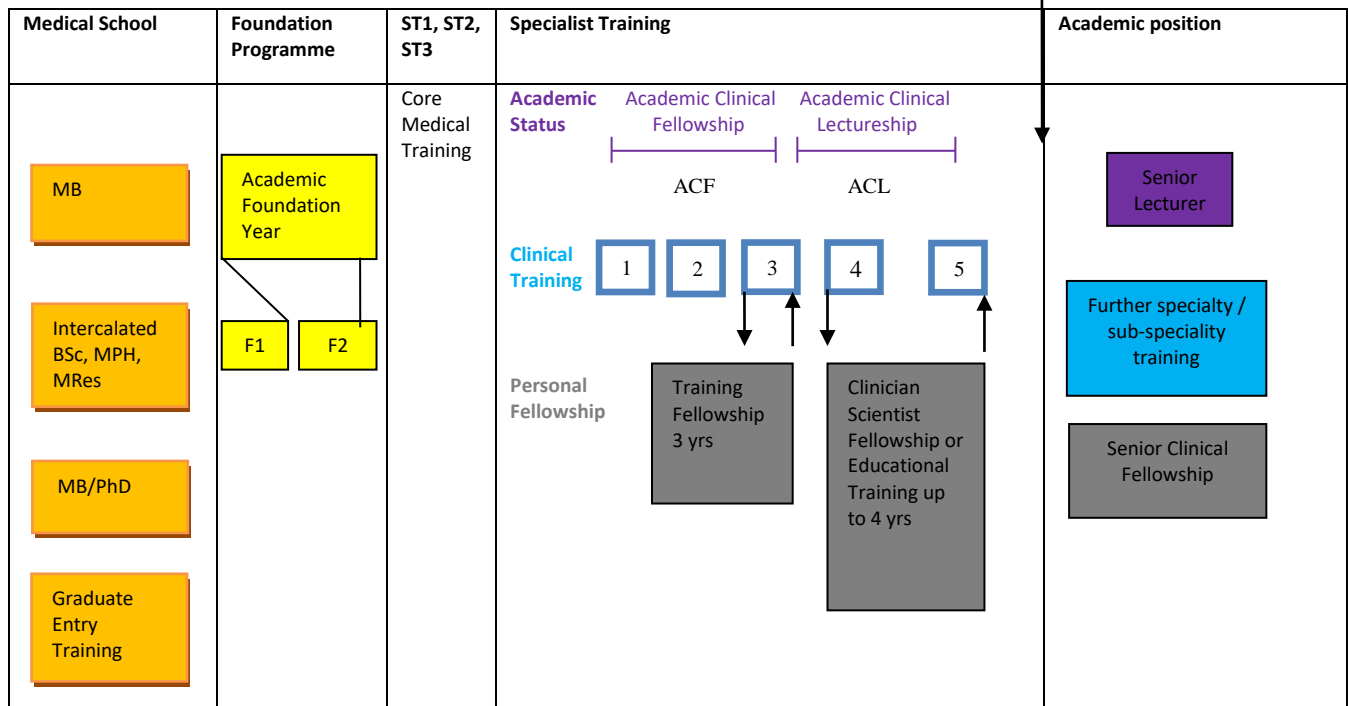 Medical School
Foundation
Programme
ST1, ST2,
ST3
Specialist Training
Academic position
MB
Intercalated
BSc, MPH,
MRes
MB/PhD
Graduate
Entry
Training
Academic
Foundation
Year
F1
F2
Core
Medical
Training
Academic
Status
Academic Clinical
Fellowship
Academic Clinical
Lectureship
ACF
ACL
Clinical
Training
1
2
3
4
5
Personal
Fellowship
Training
Fellowship
3 yrs
Clinician
Scientist
Fellowship or
Educational
Training up
to 4 yrs
Senior
Lecturer
Further specialty /
sub-speciality
training
Senior Clinical
Fellowship